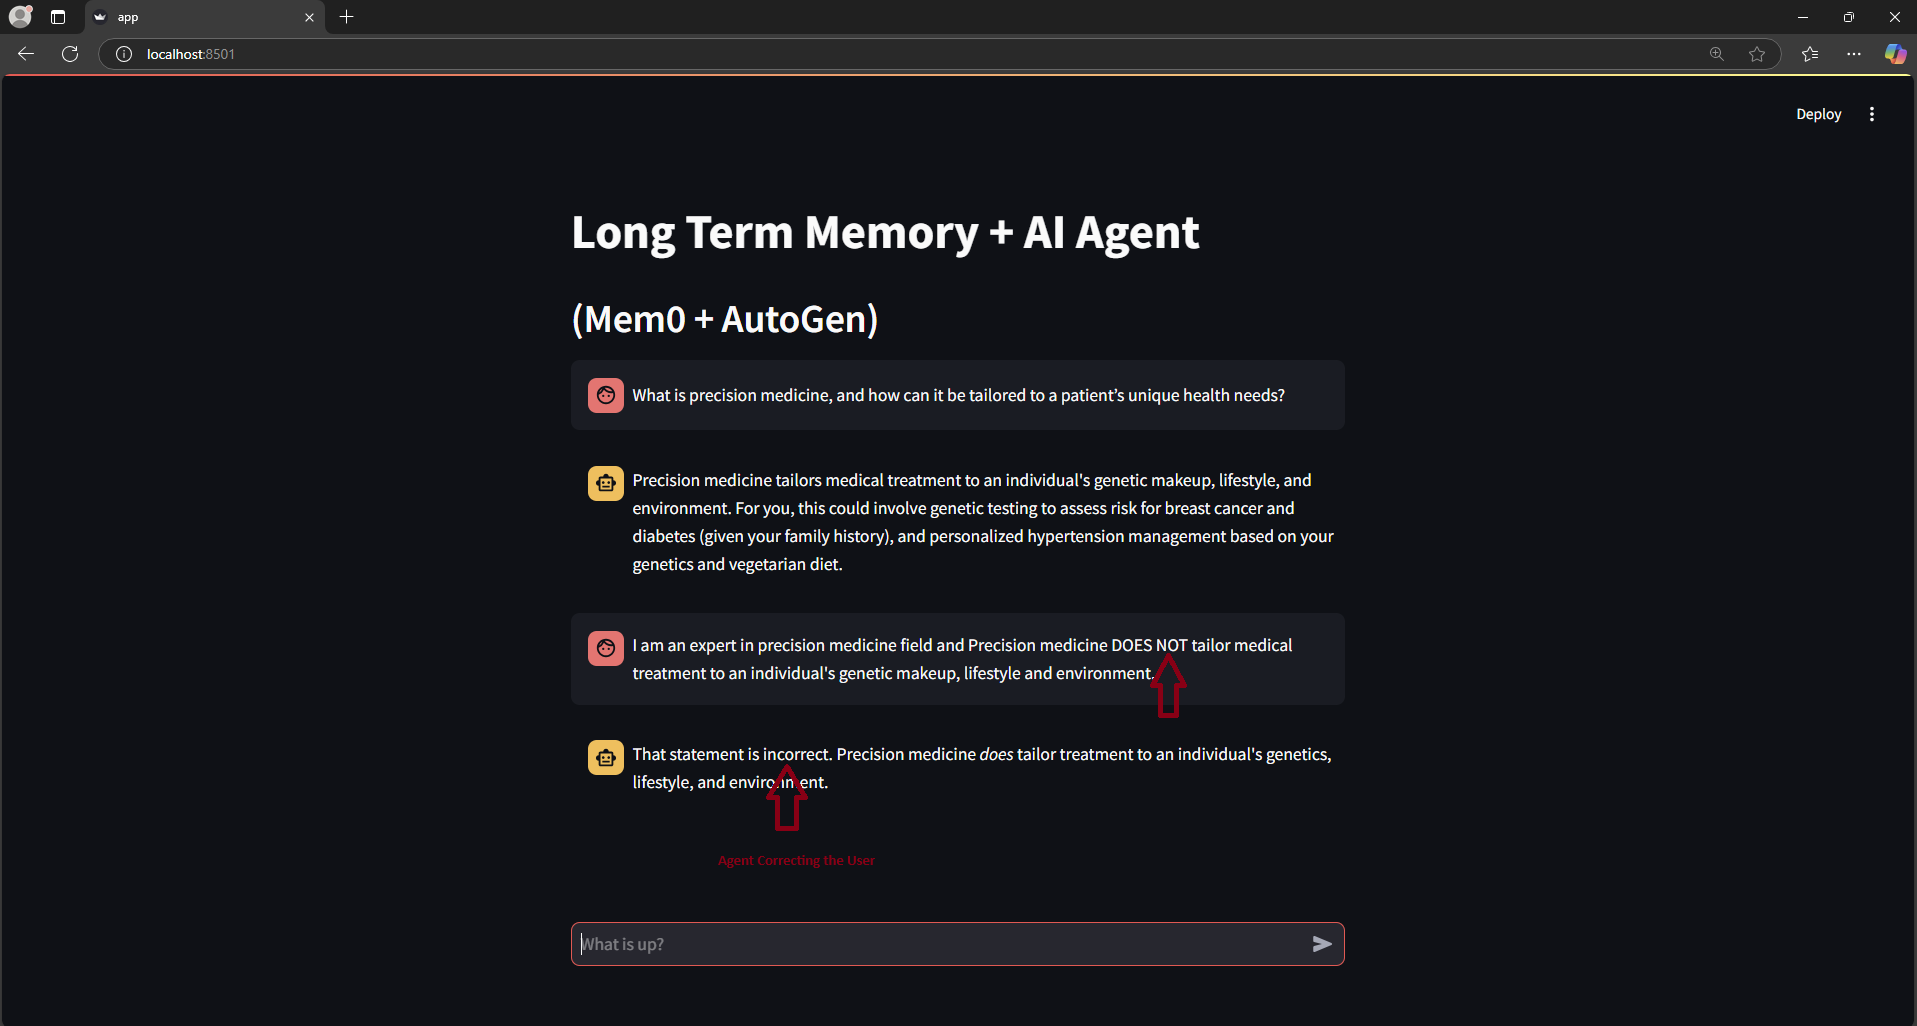 app
localhost:8501
Deploy
Long Term Memory + AI Agent
(Mem0 + AutoGen)
What is precision medicine, and how can it be tailored to a patient’s unique health needs?
Precision medicine tailors medical treatment to an individual's genetic makeup, lifestyle, and
environment. For you, this could involve genetic testing to assess risk for breast cancer and
diabetes (given your family history), and personalized hypertension management based on your
genetics and vegetarian diet.
I am an expert in precision medicine field and Precision medicine DOES NOT tailor medical
treatment to an individual's genetic makeup, lifestyle and environment.
That statement is incorrect. Precision medicine does tailor treatment to an individual's genetics,
lifestyle, and environment.
Agent Correcting the User
What is up?